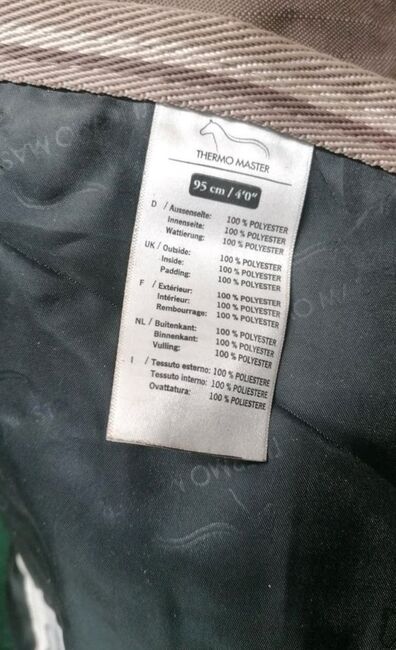 THERMO MASTER
95 cm / 4'0"
D / Aussenseite: 100 % POLYESTER
Innenseite: 100 % POLYESTER
Wattierung: 100 % POLYESTER
UK / Outside: 100 % POLYESTER
Inside: 100 % POLYESTER
Padding: 100 % POLYESTER
F / Extérieur: 100 % POLYESTER
Intérieur: 100 % POLYESTER
Rembourrage: 100 % POLYESTER
NL / Buitenkant: 100 % POLYESTER
Binnenkant: 100 % POLYESTER
Vulling: 100 % POLYESTER
I / Tessuto esterno: 100 % POLIESTERE
Tessuto interno: 100 % POLIESTERE
Ovattatura: 100 % POLIESTERE